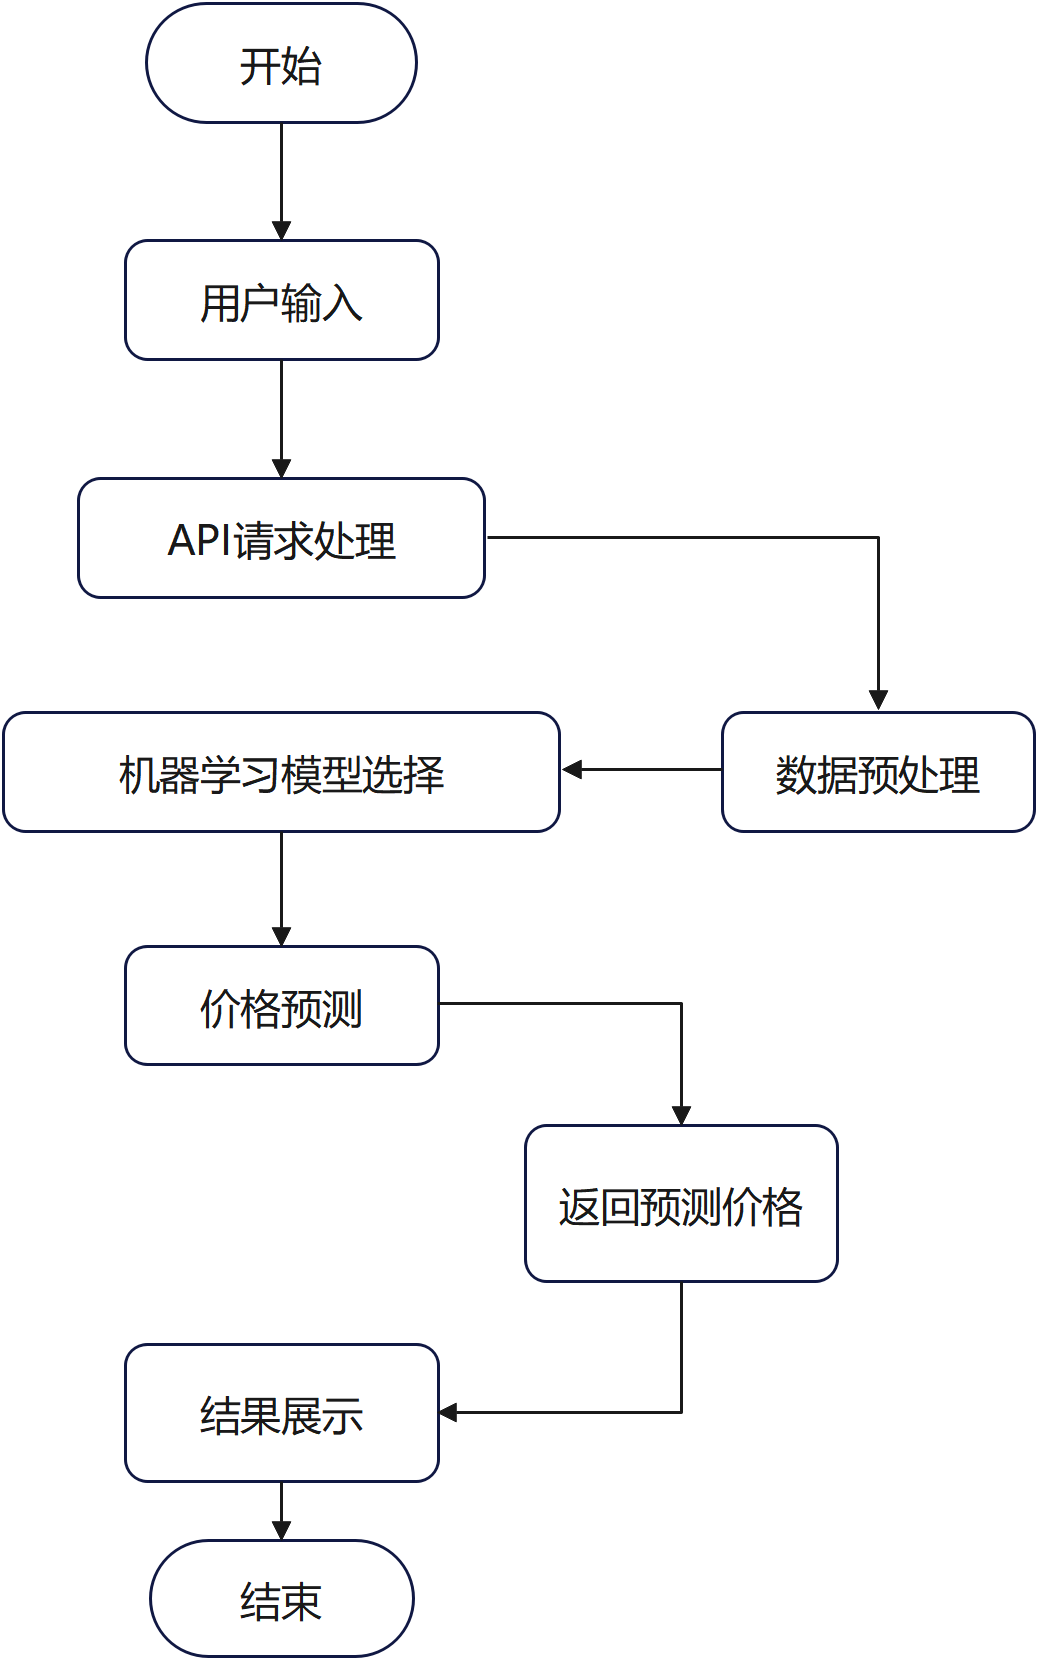 开始
用户输入
API请求处理
数据预处理
机器学习模型选择
价格预测
返回预测价格
结果展示
结束